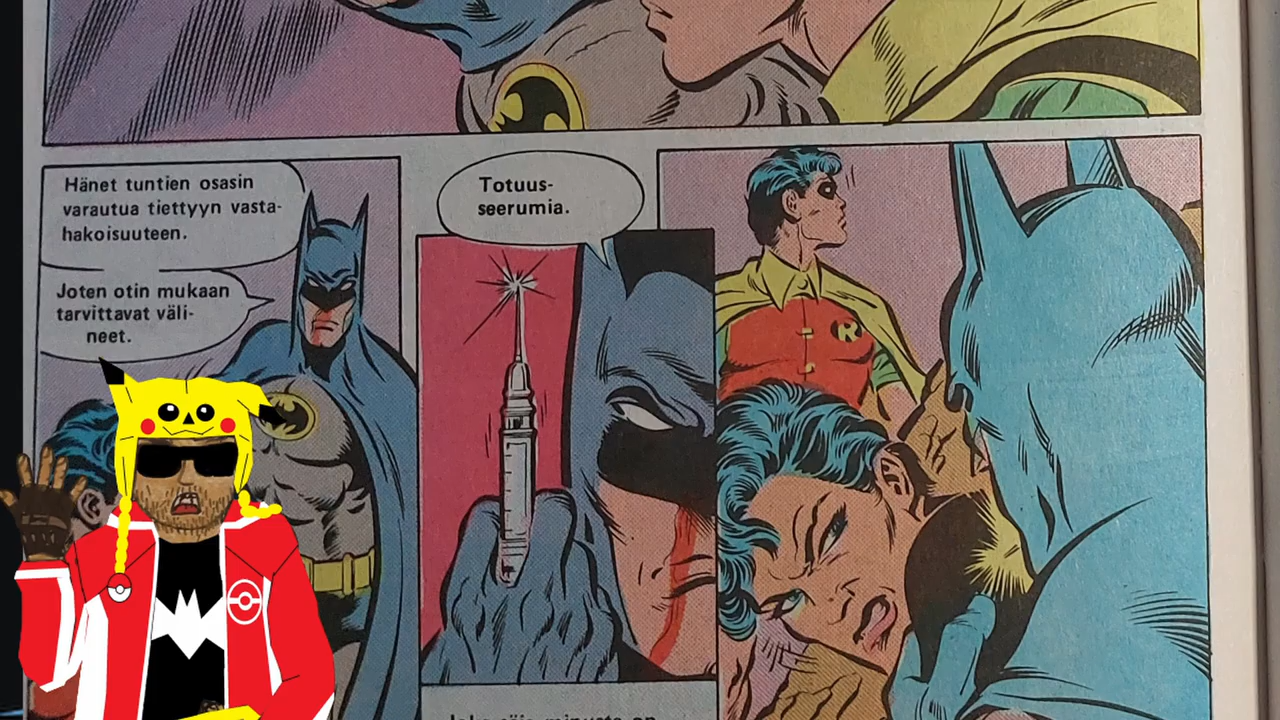 Hänet tuntien osasin
varautua tiettyyn vasta-
hakoisuuteen.
Joten otin mukaan
tarvittavat väli-
neet.
Totuus-
seerumia.
R